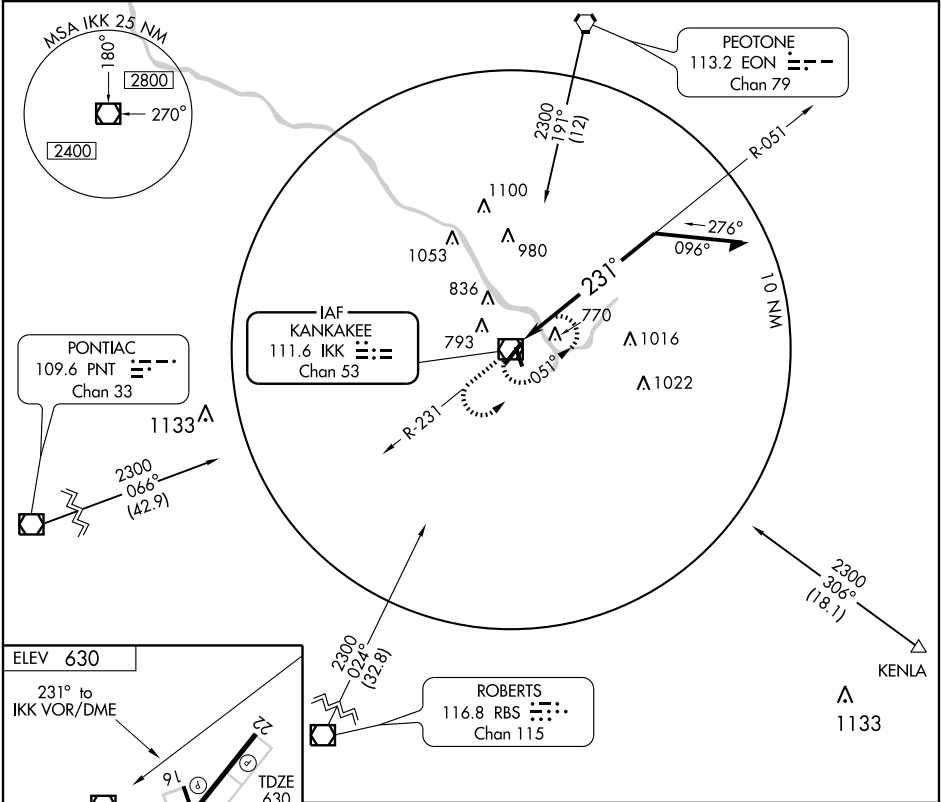 MSA IKK 25 NM
180°
2800
270°
2400
PEOTONE
113.2 EON
Chan 79
2300
191°
(12)
R-051
1100
1053
980
276°
096°
231°
10 NM
836
770
793
1016
1022
051°
IAF
KANKAKEE
111.6 IKK
Chan 53
R-231
PONTIAC
109.6 PNT
Chan 33
1133
2300
066°
(42.9)
2300
306°
(18.1)
KENLA
1133
2300
024°
(32.8)
ROBERTS
116.8 RBS
Chan 115
ELEV 630
231° to
IKK VOR/DME
22
P
16
P
TDZE
630